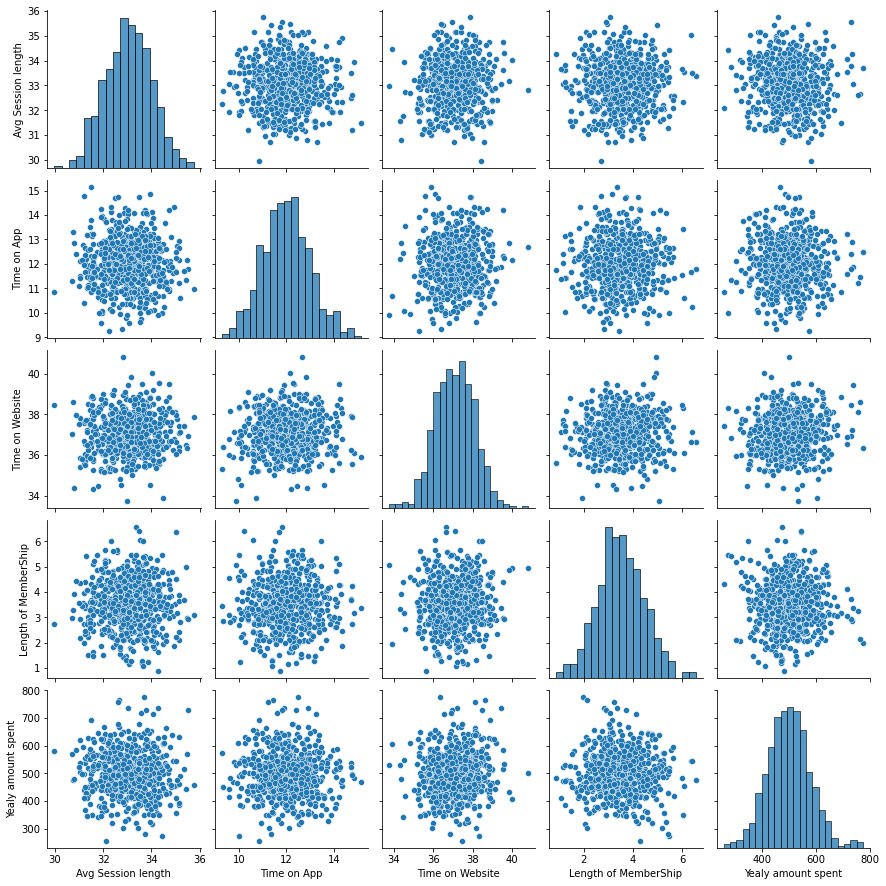 36
35
34
33
32
31
30
Avg Session length
15
14
13
12
11
10
9
Time on App
40
38
36
34
Time on Website
6
5
4
3
2
1
Length of MemberShip
800
700
600
500
400
300
Yealy amount spent
30 32 34 36
10 12 14
34 36 38 40
2 4 6
400 600 800
Avg Session length
Time on App
Time on Website
Length of MemberShip
Yealy amount spent